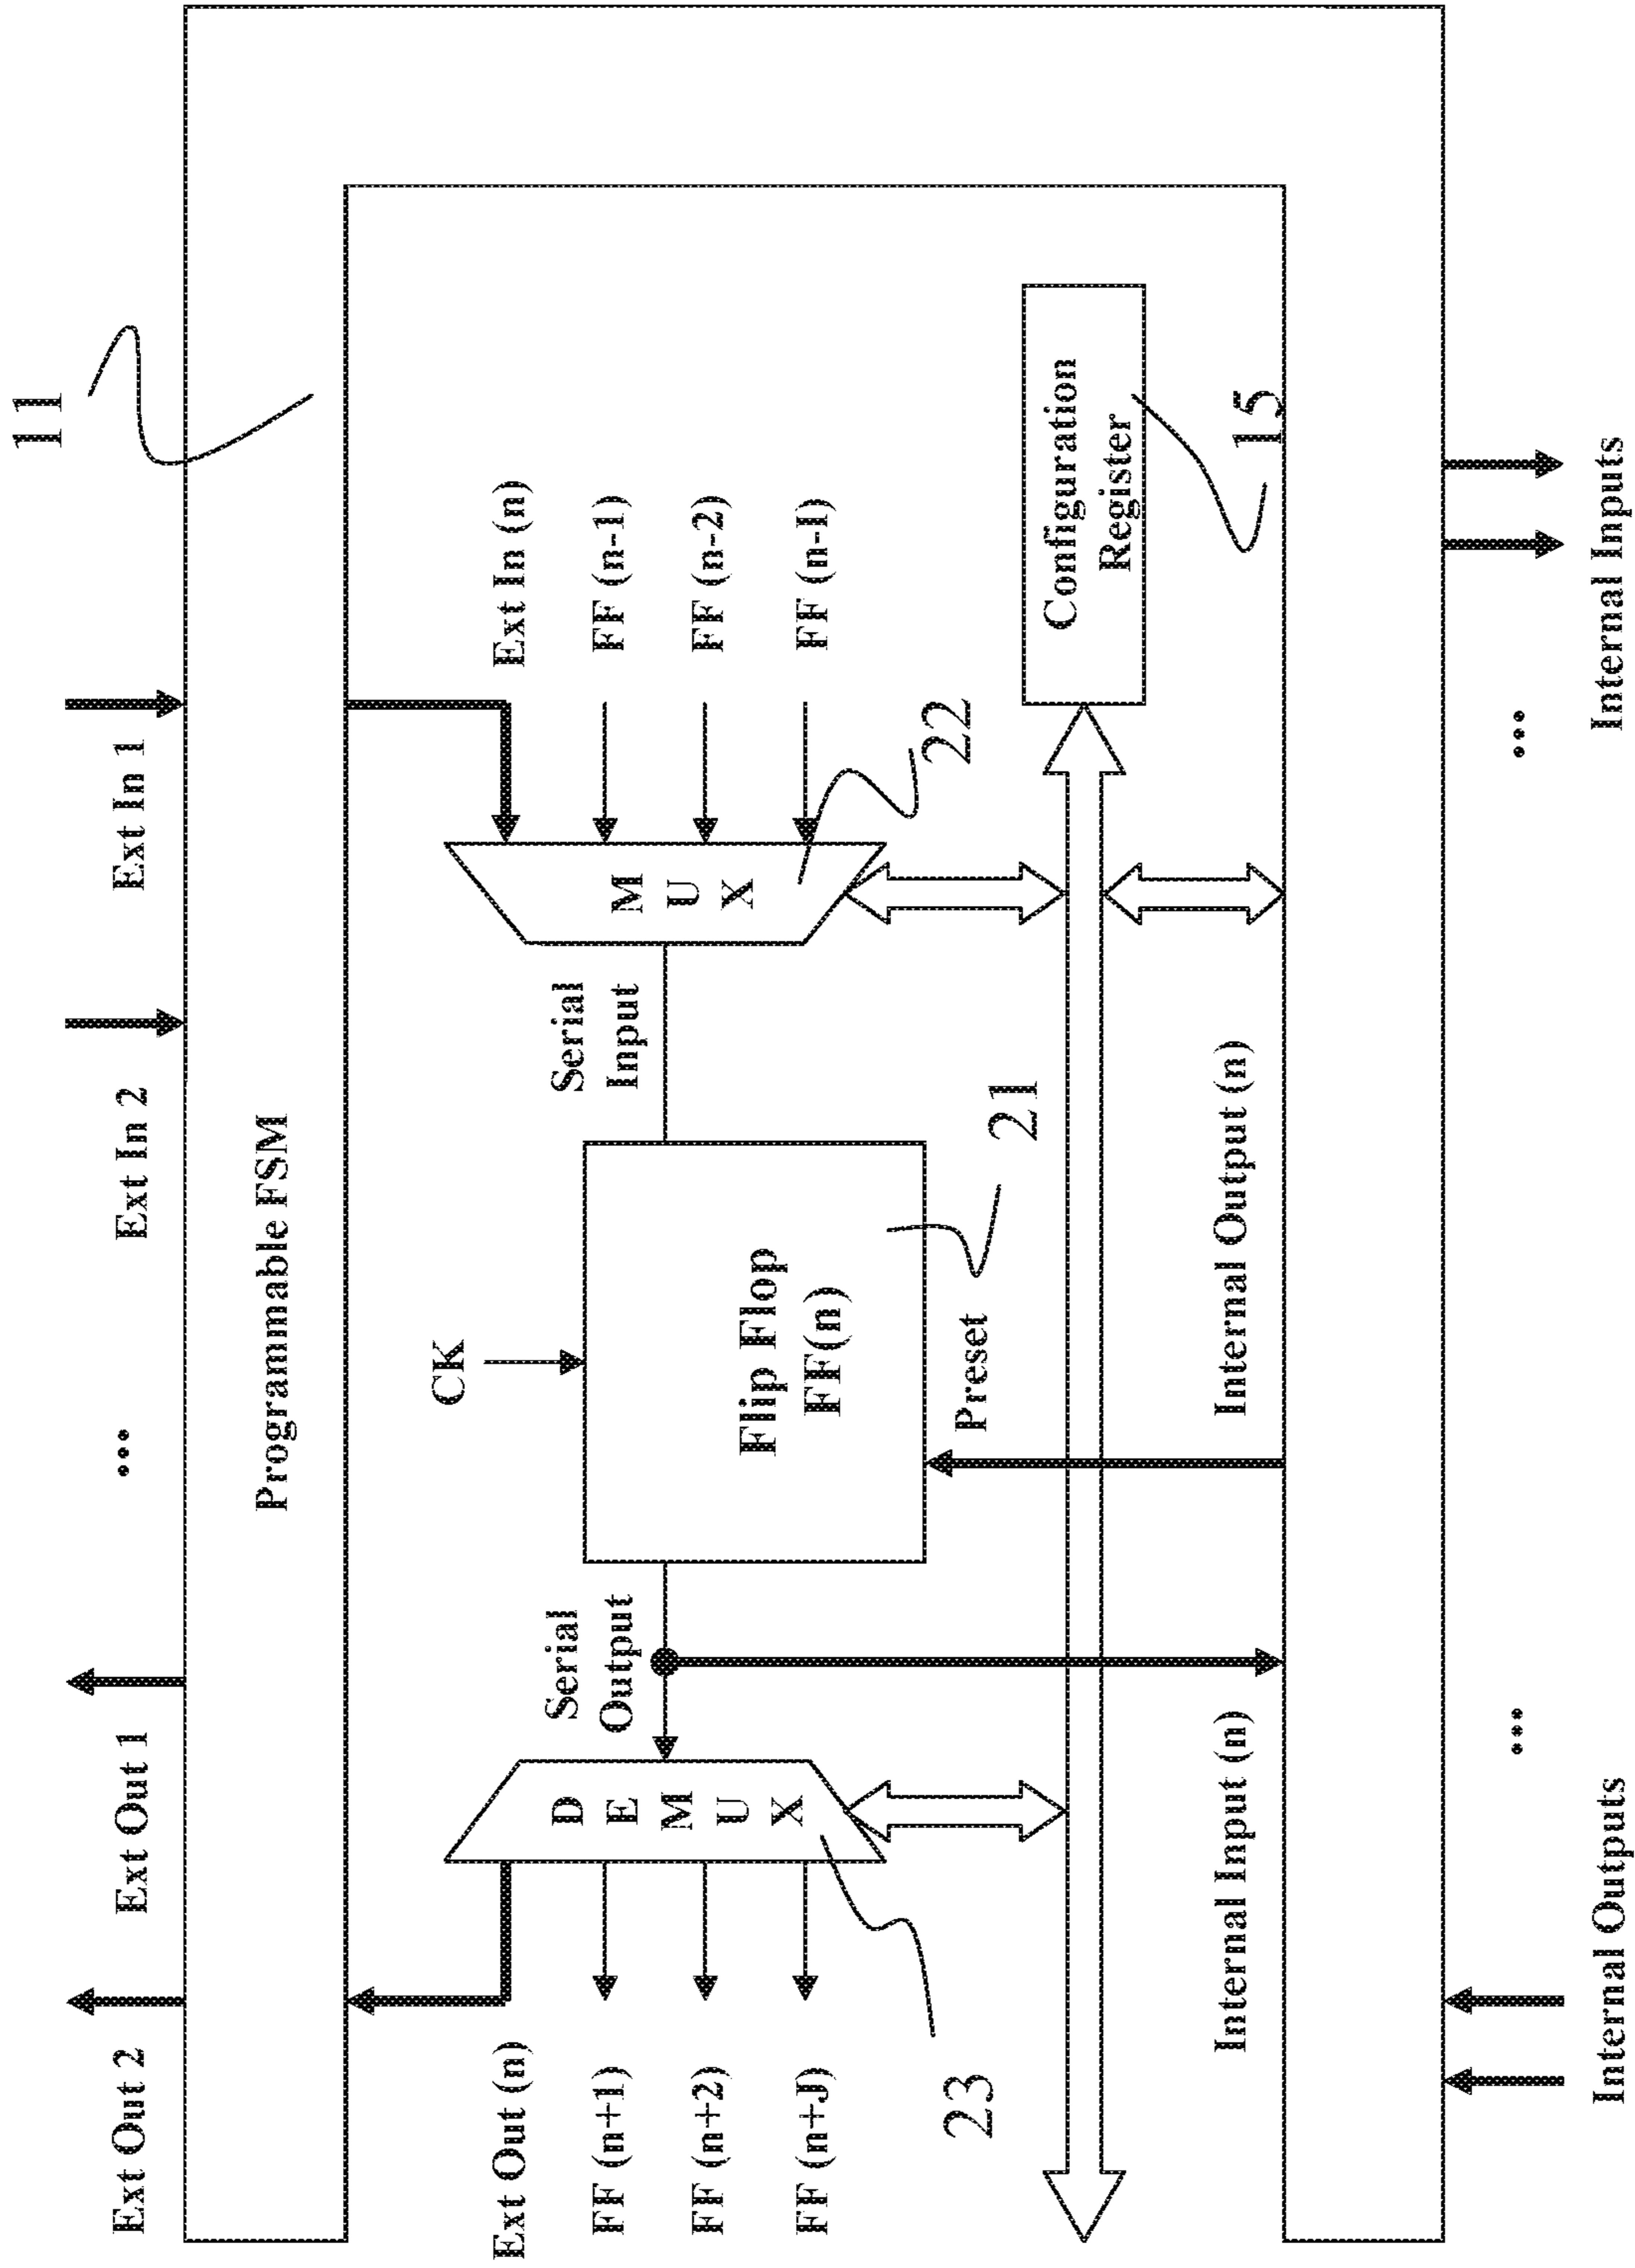 11
Ext In 1
Ext In 2
...
Ext Out 1
Ext Out 2
Programmable FSM
Ext In (n)
FF (n-1)
FF (n-2)
FF (n-I)
M
U
X
22
Serial
Input
CK
Flip Flop
FF(n)
21
Preset
Serial
Output
D
E
M
U
X
23
Ext Out (n)
FF (n+1)
FF (n+2)
FF (n+J)
Configuration
Register
15
Internal Output (n)
Internal Input (n)
...
Internal Inputs
...
Internal Outputs